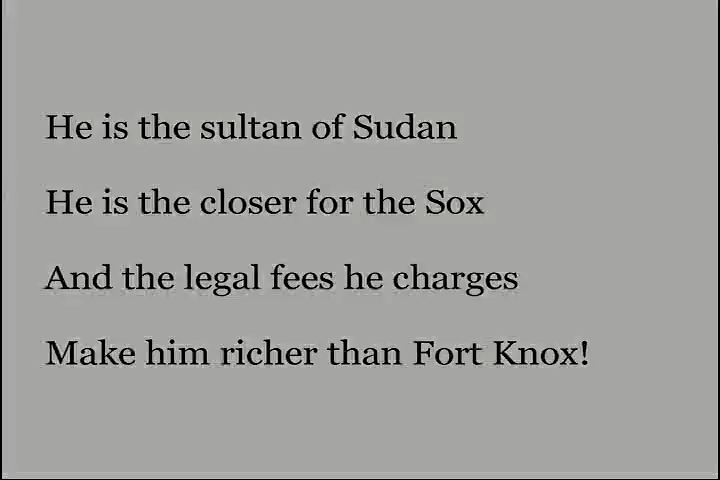 He is the sultan of Sudan
He is the closer for the Sox
And the legal fees he charges
Make him richer than Fort Knox!